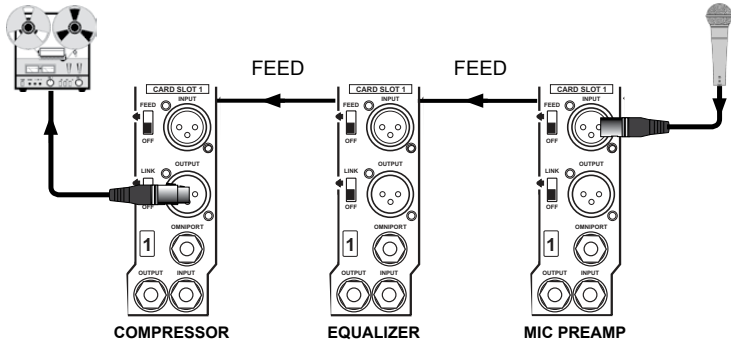 FEED FEED
CARD SLOT 1 CARD SLOT 1 CARD SLOT 1
FEED INPUT FEED INPUT FEED INPUT
OFF OFF OFF
LINK OUTPUT LINK OUTPUT LINK OUTPUT
OFF OFF OFF
OMNIPORT OMNIPORT OMNIPORT
1 1 1
OUTPUT INPUT OUTPUT INPUT OUTPUT INPUT
COMPRESSOR EQUALIZER MIC PREAMP